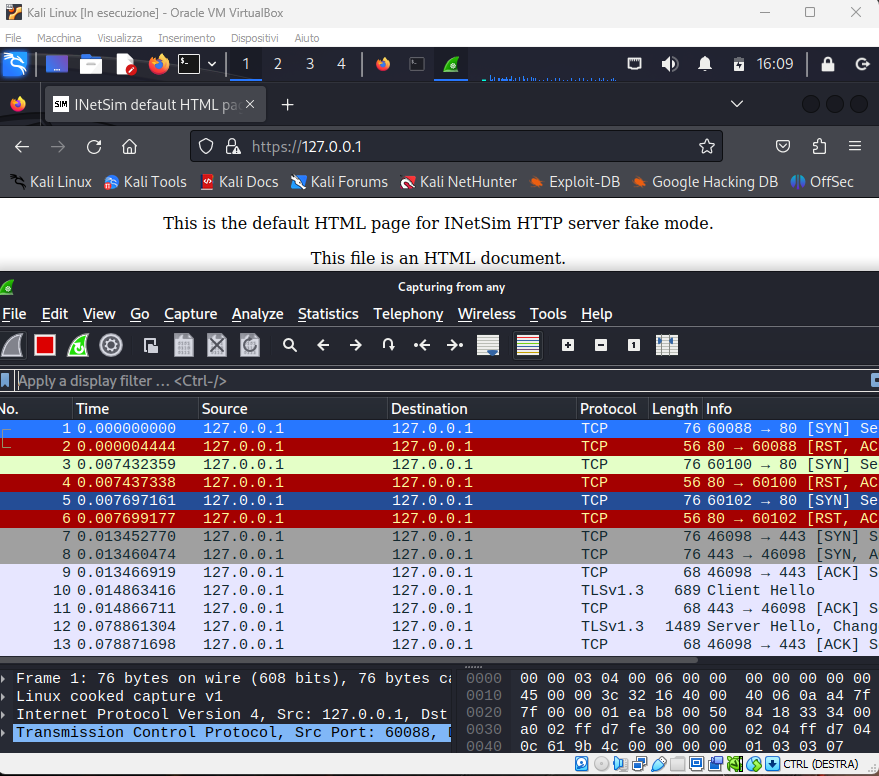 Kali Linux [In esecuzione] - Oracle VM VirtualBox
File Macchina Visualizza Inserimento Dispositivi Aiuto
1 2 3 4 16:09
SIM INetSim default HTML pa
https://127.0.0.1
Kali Linux Kali Tools Kali Docs Kali Forums Kali NetHunter Exploit-DB Google Hacking DB OffSec
This is the default HTML page for INetSim HTTP server fake mode.
This file is an HTML document.
Capturing from any
File Edit View Go Capture Analyze Statistics Telephony Wireless Tools Help
Apply a display filter … <Ctrl-/>
No. Time Source Destination Protocol Length Info
1 0.000000000 127.0.0.1 127.0.0.1 TCP 76 60088 → 80 [SYN] Se
2 0.000004444 127.0.0.1 127.0.0.1 TCP 56 80 → 60088 [RST, AC
3 0.007432359 127.0.0.1 127.0.0.1 TCP 76 60100 → 80 [SYN] Se
4 0.007437338 127.0.0.1 127.0.0.1 TCP 56 80 → 60100 [RST, AC
5 0.007697161 127.0.0.1 127.0.0.1 TCP 76 60102 → 80 [SYN] Se
6 0.007699177 127.0.0.1 127.0.0.1 TCP 56 80 → 60102 [RST, AC
7 0.013452770 127.0.0.1 127.0.0.1 TCP 76 46098 → 443 [SYN] S
8 0.013460474 127.0.0.1 127.0.0.1 TCP 76 443 → 46098 [SYN, A
9 0.013466919 127.0.0.1 127.0.0.1 TCP 68 46098 → 443 [ACK] S
10 0.014863416 127.0.0.1 127.0.0.1 TLSv1.3 689 Client Hello
11 0.014866711 127.0.0.1 127.0.0.1 TCP 68 443 → 46098 [ACK] S
12 0.078861304 127.0.0.1 127.0.0.1 TLSv1.3 1489 Server Hello, Chang
13 0.078871698 127.0.0.1 127.0.0.1 TCP 68 46098 → 443 [ACK] S
Frame 1: 76 bytes on wire (608 bits), 76 bytes ca 0000 00 00 03 04 00 06 00 00 00 00 00 00 00
Linux cooked capture v1 0010 45 00 00 3c 32 16 40 00 40 06 0a a4 7f
Internet Protocol Version 4, Src: 127.0.0.1, Dst 0020 7f 00 00 01 ea b8 00 50 84 18 33 34 00
Transmission Control Protocol, Src Port: 60088, 0030 a0 02 ff d7 fe 30 00 00 02 04 ff d7 04
0040 0c 61 9b 4c 00 00 00 00 01 03 03 07
CTRL (DESTRA)